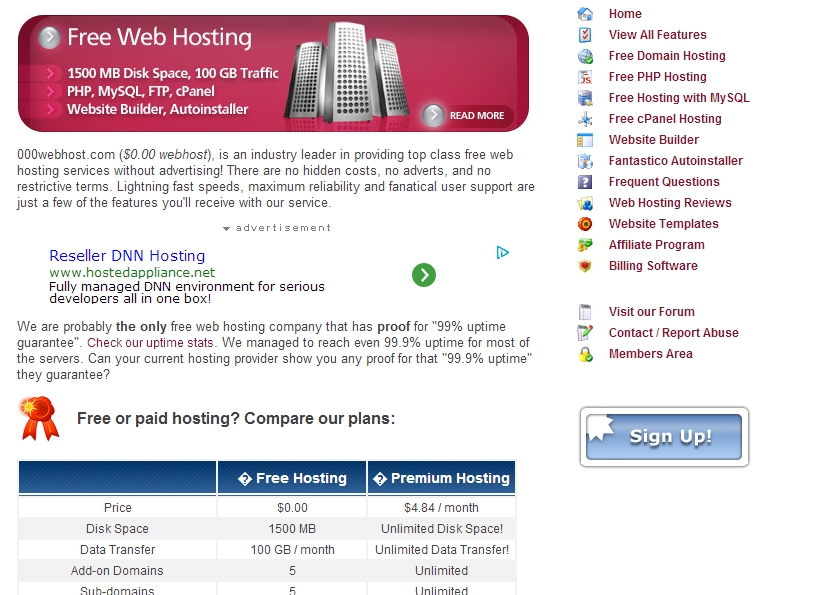 Free Web Hosting
1500 MB Disk Space, 100 GB Traffic
PHP, MySQL, FTP, cPanel
Website Builder, Autoinstaller
READ MORE
000webhost.com ($0.00 webhost), is an industry leader in providing top class free web
hosting services without advertising! There are no hidden costs, no adverts, and no
restrictive terms. Lightning fast speeds, maximum reliability and fanatical user support are
just a few of the features you'll receive with our service.
advertisement
Reseller DNN Hosting
www.hostedappliance.net
Fully managed DNN environment for serious
developers all in one box!
We are probably the only free web hosting company that has proof for "99% uptime
guarantee". Check our uptime stats. We managed to reach even 99.9% uptime for most of
the servers. Can your current hosting provider show you any proof for that "99.9% uptime"
they guarantee?
Free or paid hosting? Compare our plans:
� Free Hosting � Premium Hosting
Price $0.00 $4.84 / month
Disk Space 1500 MB Unlimited Disk Space!
Data Transfer 100 GB / month Unlimited Data Transfer!
Add-on Domains 5 Unlimited
Sub-domains 5 Unlimited
Home
View All Features
Free Domain Hosting
Free PHP Hosting
Free Hosting with MySQL
Free cPanel Hosting
Website Builder
Fantastico Autoinstaller
Frequent Questions
Web Hosting Reviews
Website Templates
Affiliate Program
Billing Software
Visit our Forum
Contact / Report Abuse
Members Area
Sign Up!